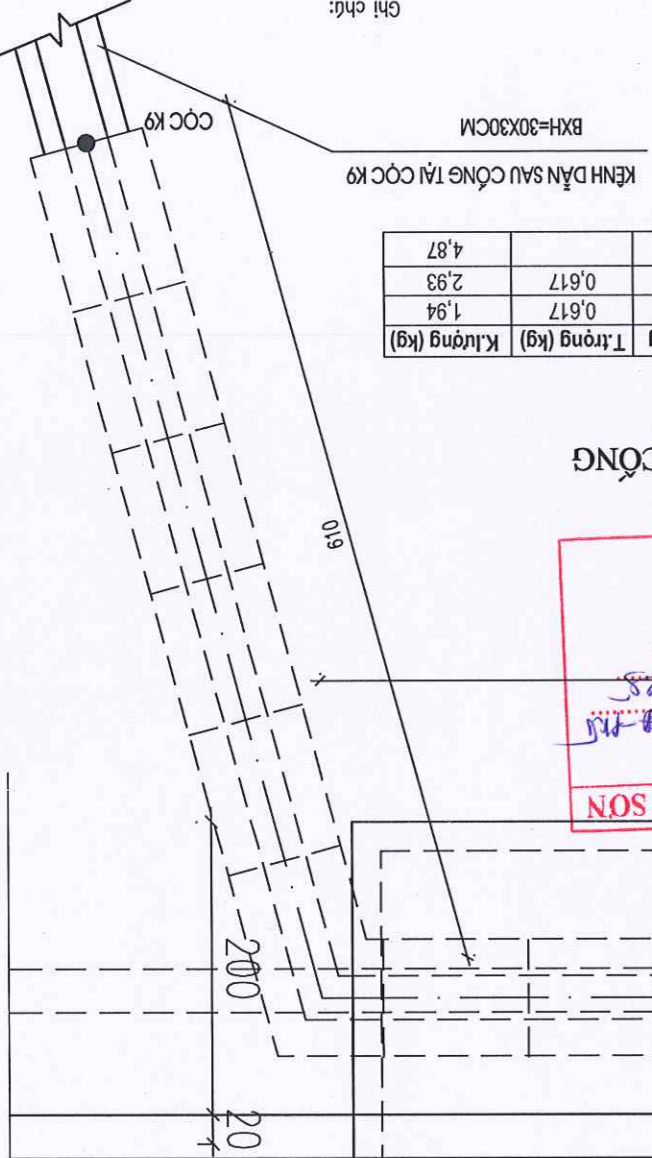 20
200
SƠN
610
CỐNG
T.trọng (kg) K.lượng (kg)
0,617 1,94
0,617 2,93
4,87
KÊNH DẪN SAU CỐNG TẠI CỌC K9
BXH=30X30CM
CỌC K9
Ghi chú: